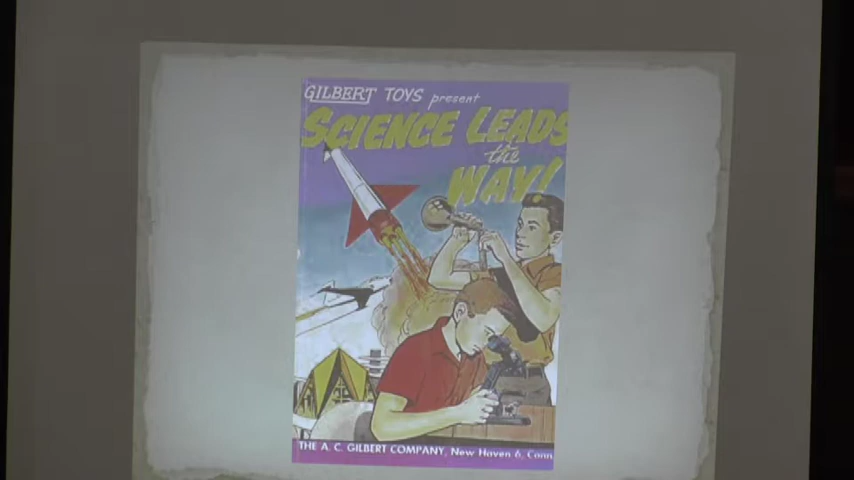 GILBERT TOYS present
SCIENCE LEADS
the
WAY!
THE A. C. GILBERT COMPANY, New Haven 6, Conn.